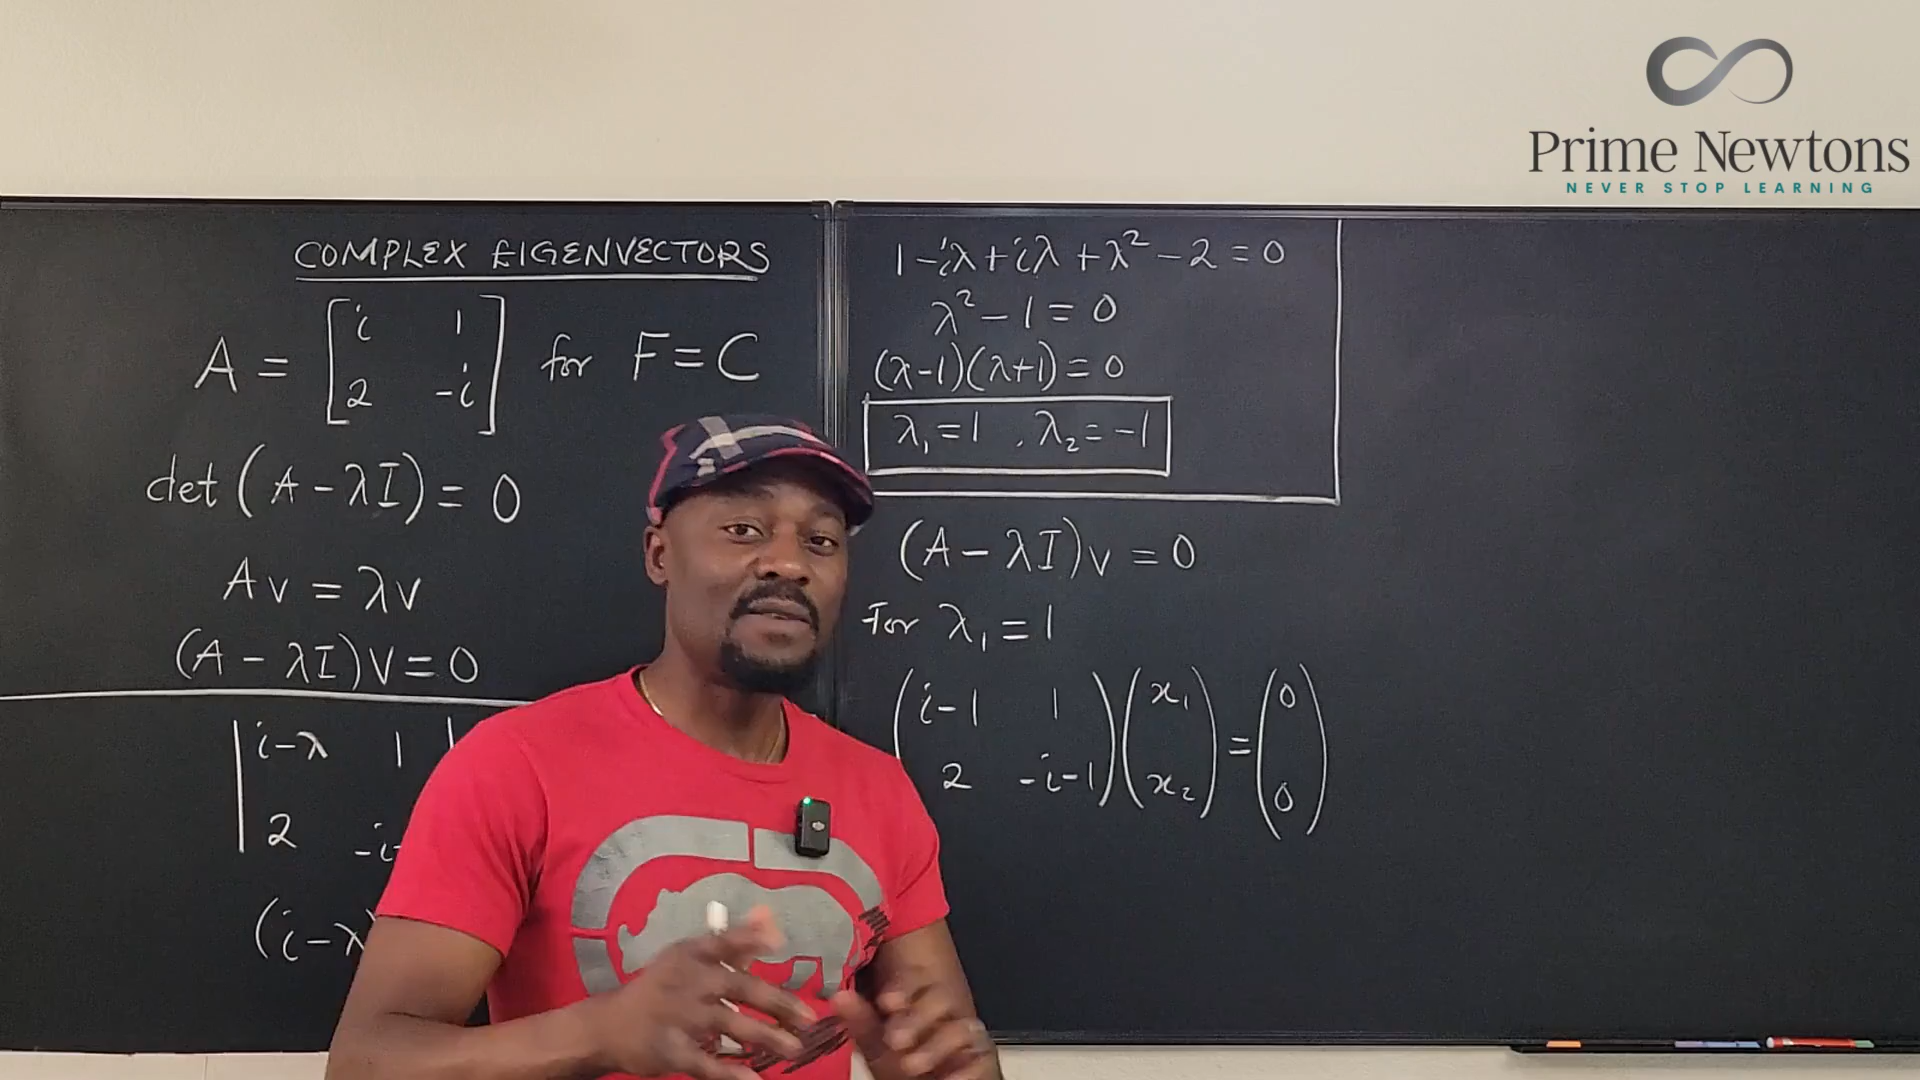 Prime Newtons
NEVER STOP LEARNING
COMPLEX EIGENVECTORS
A = [i 1
2 -i] for F = C
det(A - λI) = 0
Av = λv
(A - λI)V = 0
|i-λ 1
2 -i-
(i-λ
1 - iλ + iλ + λ² - 2 = 0
λ² - 1 = 0
(λ-1)(λ+1) = 0
λ₁ = 1, λ₂ = -1
(A - λI)v = 0
For λ₁ = 1
(i-1 1) (x₁) = (0)
(2 -i-1) (x₂) (0)